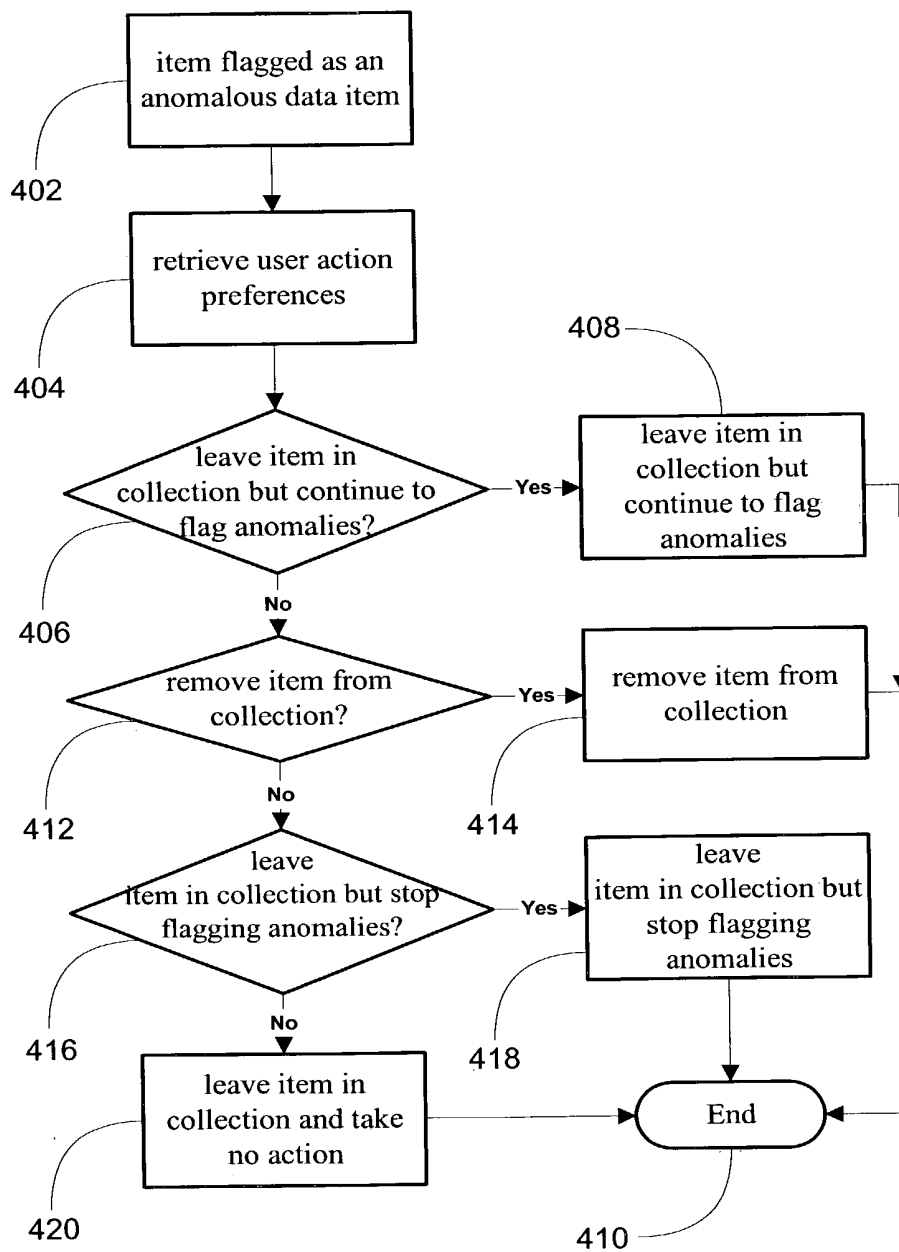 item flagged as an
anomalous data item
402
retrieve user action
preferences
404
408
leave item in
collection but continue to
flag anomalies?
Yes
leave item in
collection but
continue to flag
anomalies
406
No
remove item from
collection?
Yes
remove item from
collection
412
No
414
leave
item in collection but stop
flagging anomalies?
Yes
leave
item in collection but
stop flagging
anomalies
416
No
418
leave item in
collection and take
no action
End
420
410